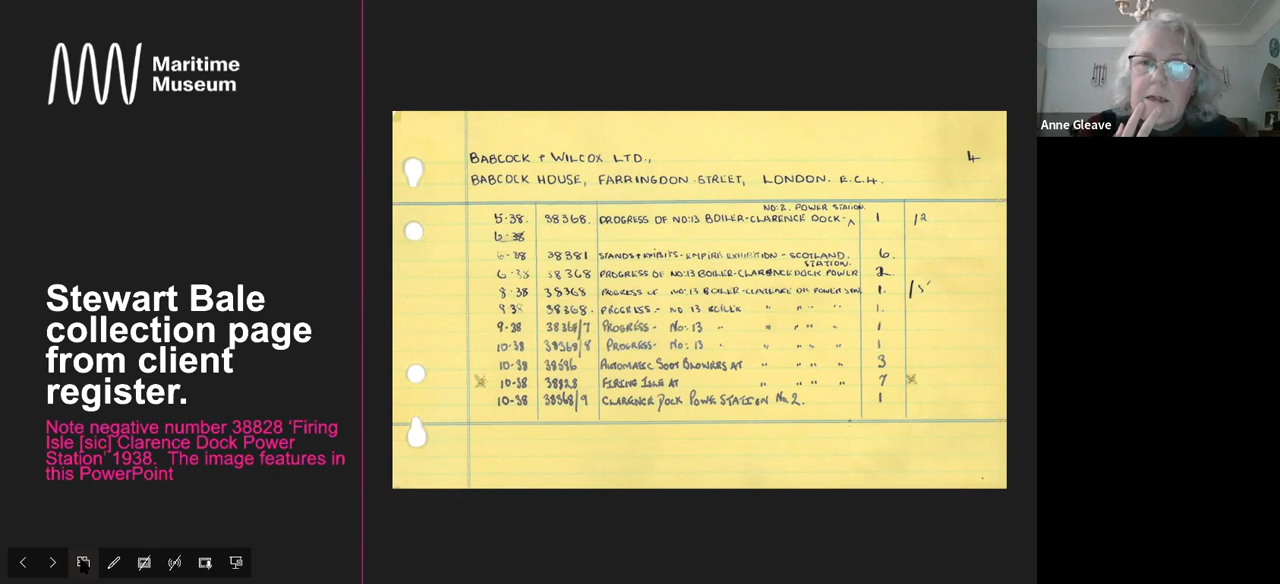 Maritime
Museum
Anne Gleave
BABCOCK + WILCOX LTD.,
4
BABCOCK HOUSE, FARRINGDON STREET, LONDON. E.C.4.
NO:2. POWER STATION.
5.38. 38368. PROGRESS OF NO:13 BOILER-CLARENCE DOCK- 1 /2
6.38
6.38 38381 STANDS + EXIBITS - EMPIRE EXHIBITION - SCOTLAND. 6.
STATION.
6.38 38368 PROGRESS OF NO:13 BOILER-CLARENCE DOCK POWER 2.
8.38 38368 PROGRESS OF NO:13 BOILER-CLARENCE DK POWER STN. 1. /5
9.38 38368. PROGRESS - NO 13 BOILER " " " 1.
9-38 38368/7 PROGRESS- No: 13 " " " " 1
10.38 38368/8 PROGRESS- No: 13 " " " 1
10.38 38596 AUTOMATIC SOOT BLOWERS AT " " " 3
10-38 38828 FIRING ISLE AT " " " 7
10-38 38368/9 CLARENCE DOCK POWE STATION No. 2. 1
Stewart Bale
collection page
from client
register.
Note negative number 38828 'Firing
Isle [sic] Clarence Dock Power
Station' 1938. The image features in
this PowerPoint